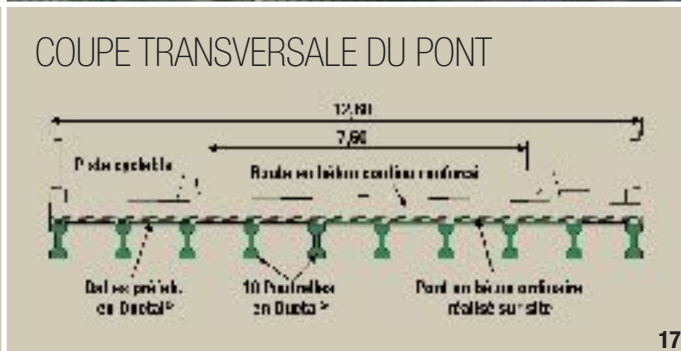 COUPE TRANSVERSALE DU PONT
12,60
7,60
Piste cyclable
Route en béton continu renforcé
Dalles préfab.
en Ductal®
10 Poutrelles
en Ductal®
Pont en béton ordinaire
réalisé sur site
17